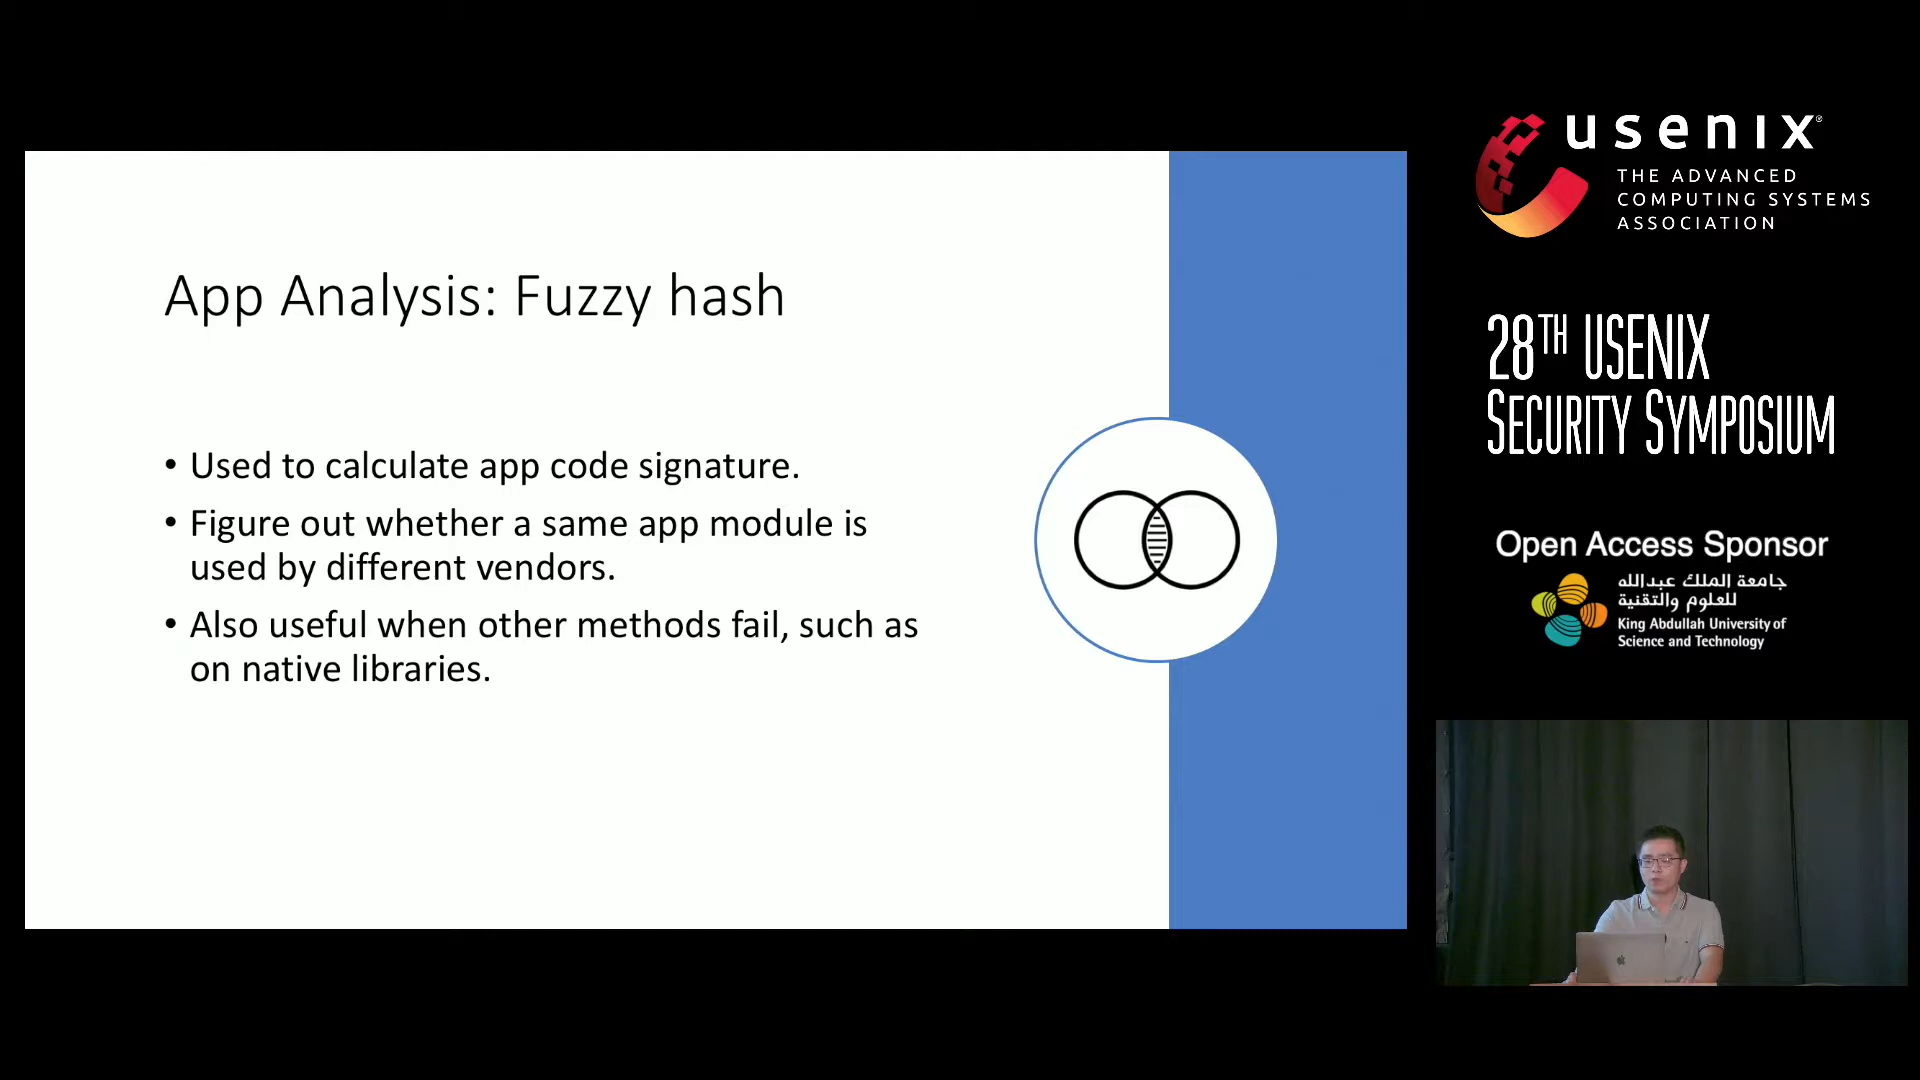 App Analysis: Fuzzy hash
• Used to calculate app code signature.
• Figure out whether a same app module is
used by different vendors.
• Also useful when other methods fail, such as
on native libraries.
usenix®
THE ADVANCED
COMPUTING SYSTEMS
ASSOCIATION
28TH USENIX
SECURITY SYMPOSIUM
Open Access Sponsor
جامعة الملك عبدالله
للعلوم والتقنية
King Abdullah University of
Science and Technology